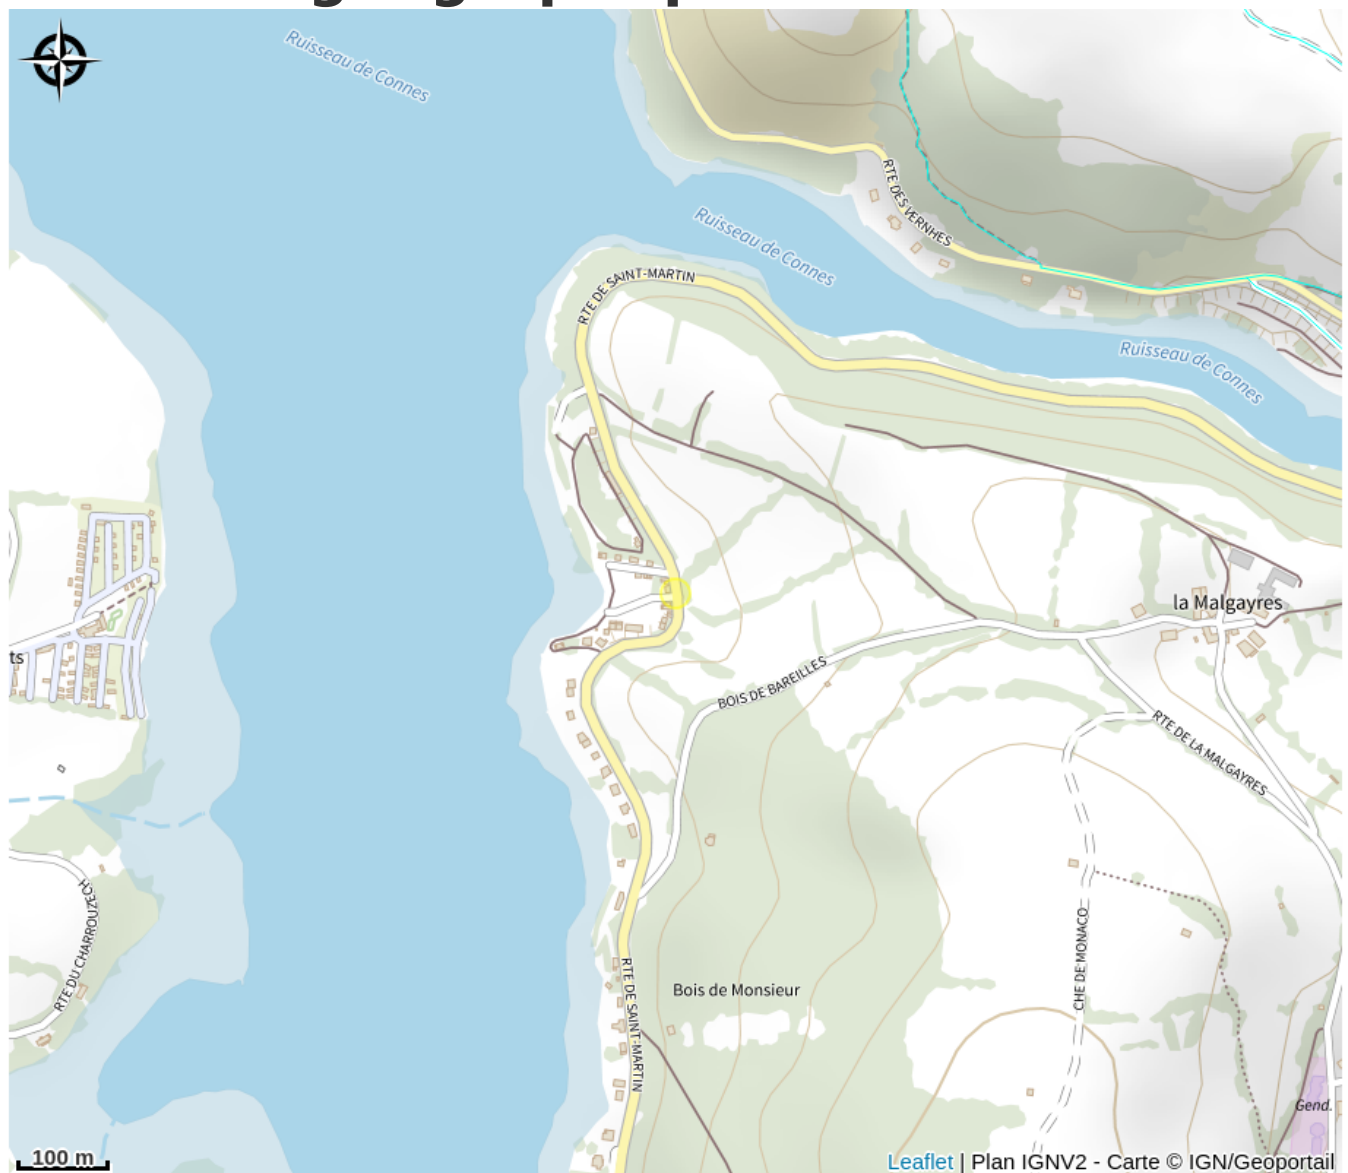 Ruisseau de Connes
RTE DES VERNHES
Ruisseau de Connes
RTE DE SAINT-MARTIN
Ruisseau de Connes
la Malgayres
ts
BOIS DE BAREILLES
RTE DE LA MALGAYRES
RTE DU CHARROUZECH
CHE DE MONACO
Bois de Monsieur
RTE DE SAINT-MARTIN
Gend.
100 m
Leaflet | Plan IGNV2 - Carte © IGN/Geoportail